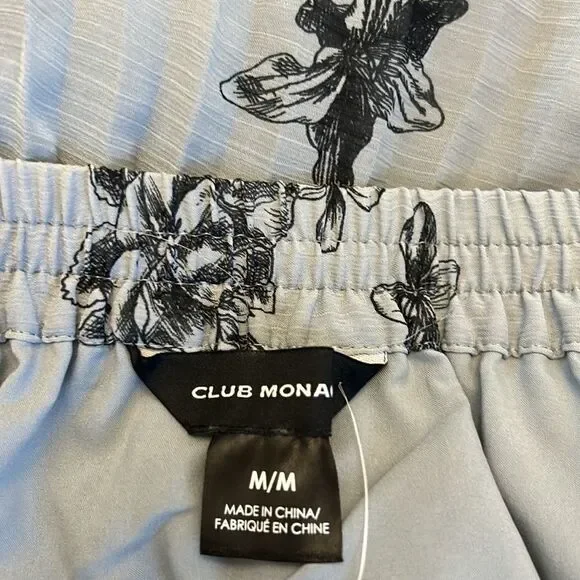 CLUB MONA
M/M
MADE IN CHINA/
FABRIQUÉ EN CHINE